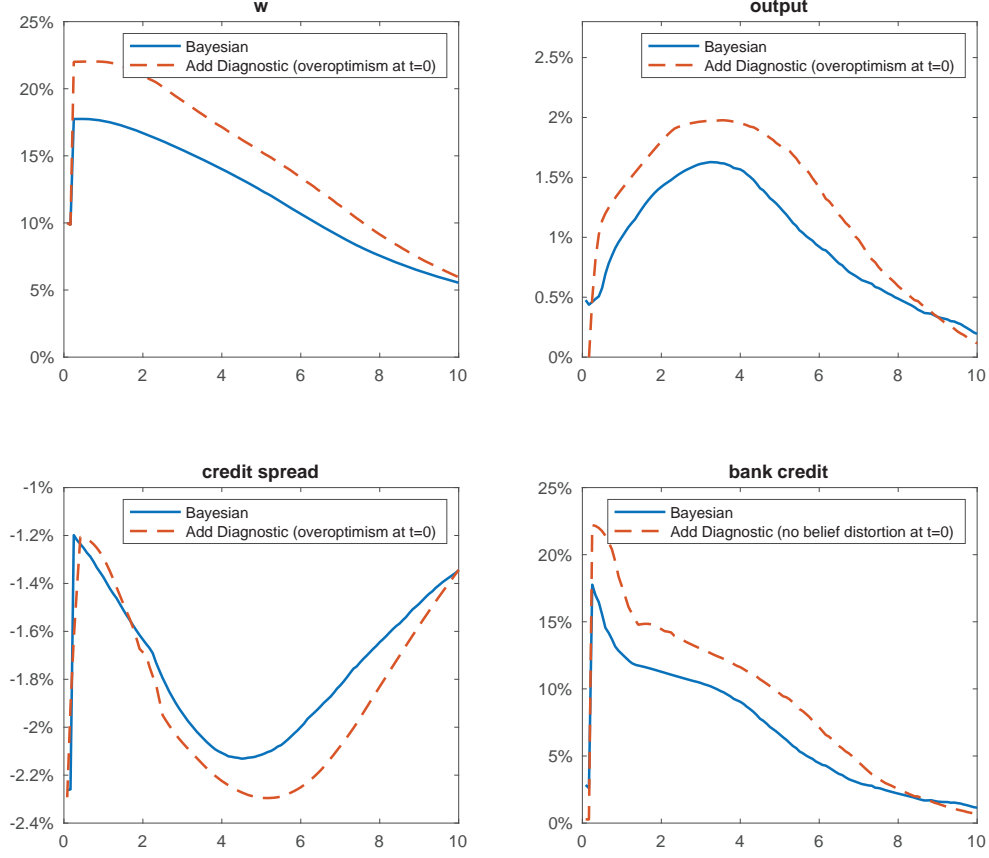 w
25%
20%
15%
10%
5%
0%
0 2 4 6 8 10
Bayesian
Add Diagnostic (overoptimism at t=0)
output
2.5%
2%
1.5%
1%
0.5%
0%
0 2 4 6 8 10
Bayesian
Add Diagnostic (overoptimism at t=0)
credit spread
-1%
-1.2%
-1.4%
-1.6%
-1.8%
-2%
-2.2%
-2.4%
0 2 4 6 8 10
Bayesian
Add Diagnostic (overoptimism at t=0)
bank credit
25%
20%
15%
10%
5%
0%
0 2 4 6 8 10
Bayesian
Add Diagnostic (no belief distortion at t=0)